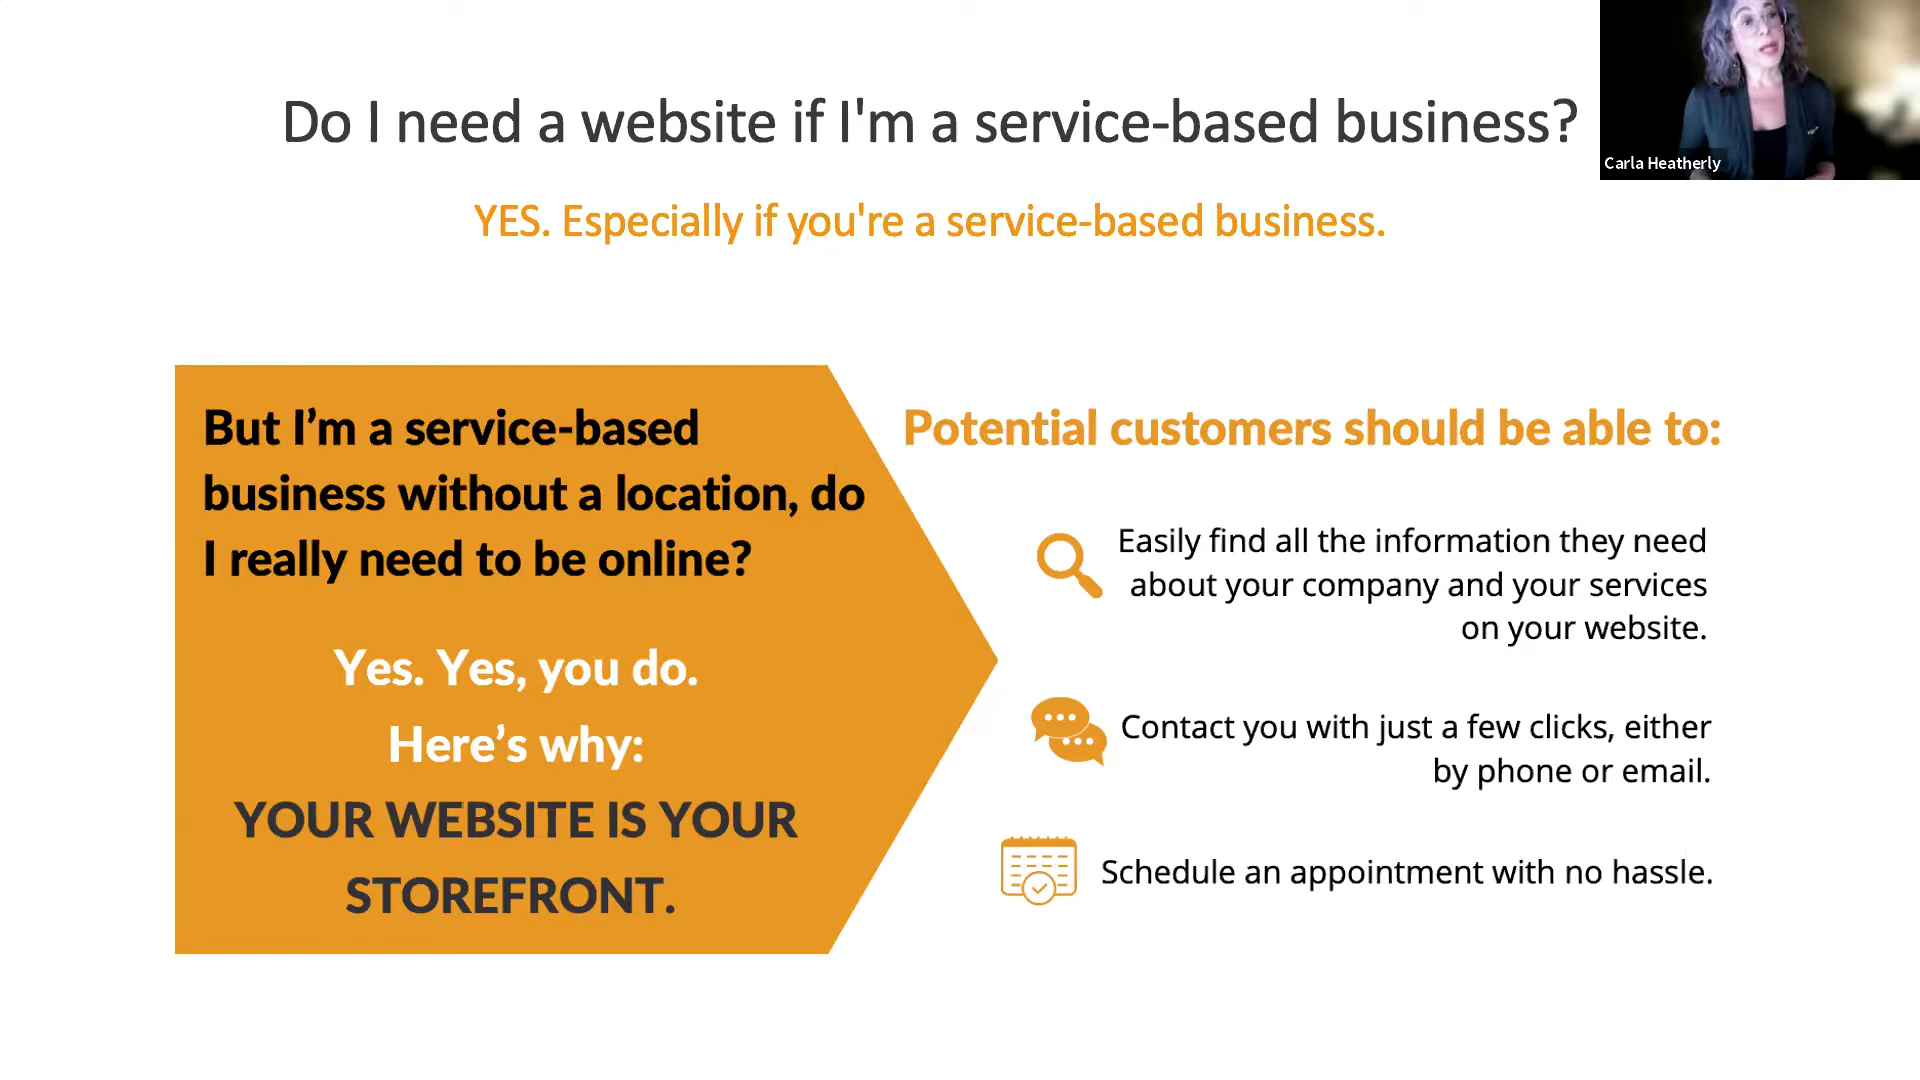 Do I need a website if I'm a service-based business?
Carla Heatherly
YES. Especially if you're a service-based business.
But I’m a service-based
business without a location, do
I really need to be online?
Yes. Yes, you do.
Here’s why:
YOUR WEBSITE IS YOUR
STOREFRONT.
Potential customers should be able to:
Easily find all the information they need
about your company and your services
on your website.
Contact you with just a few clicks, either
by phone or email.
Schedule an appointment with no hassle.